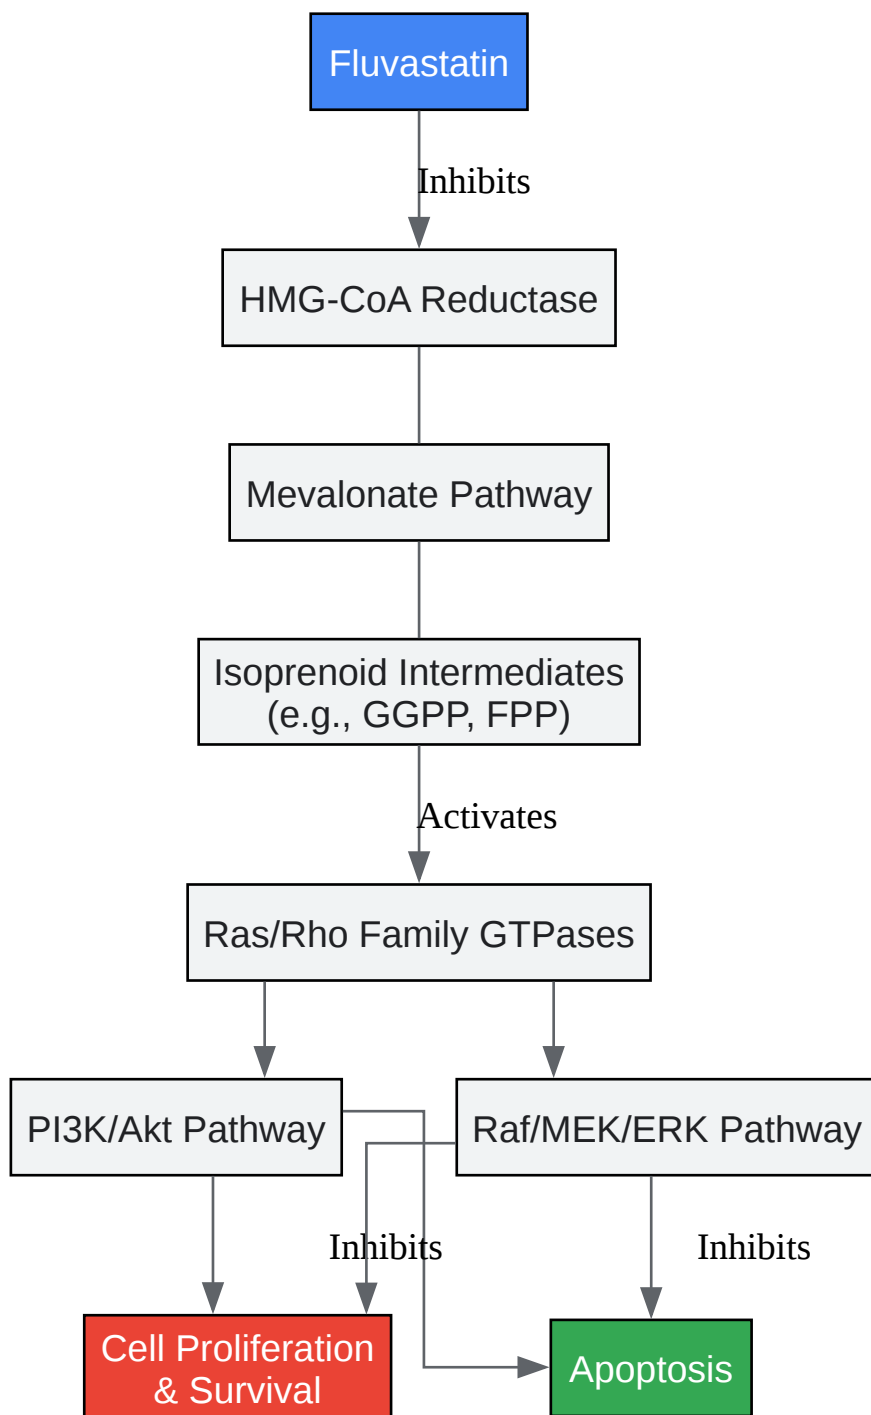 Fluvastatin
Inhibits
HMG-CoA Reductase
Mevalonate Pathway
Isoprenoid Intermediates
(e.g., GGPP, FPP)
Activates
Ras/Rho Family GTPases
PI3K/Akt Pathway
Raf/MEK/ERK Pathway
Inhibits
Inhibits
Cell Proliferation
& Survival
Apoptosis